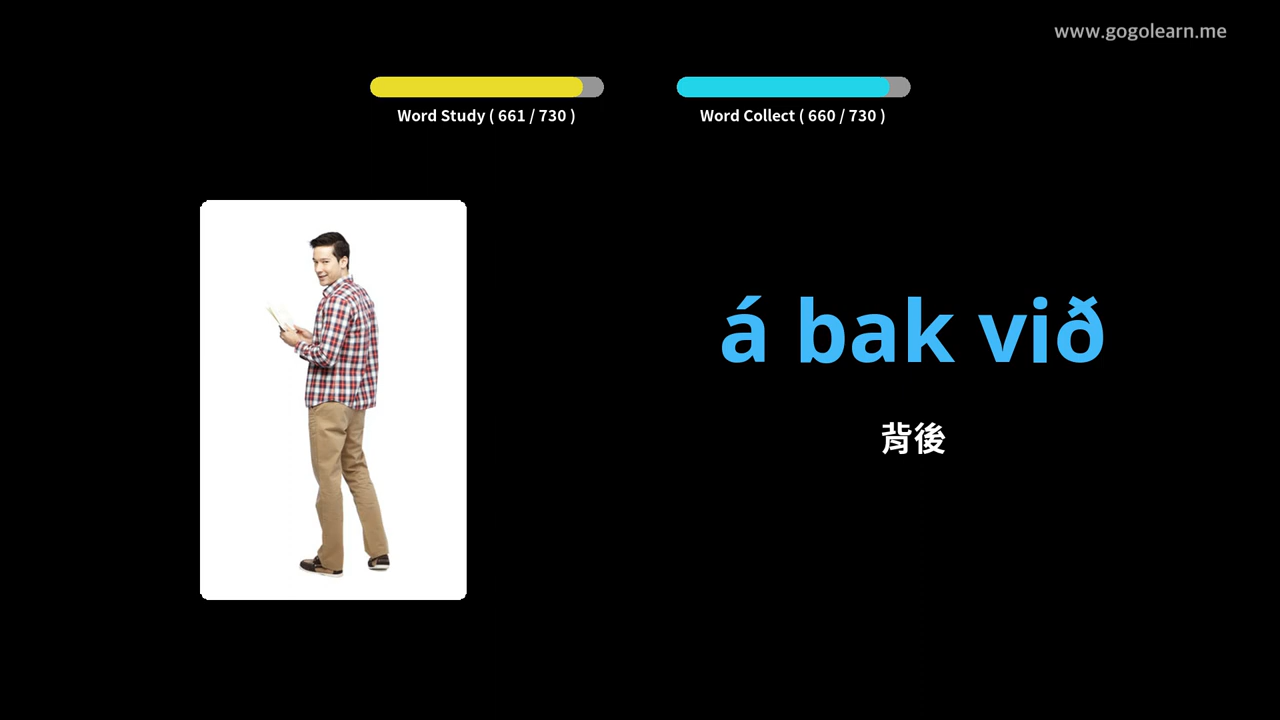 www.gogolearn.me
Word Study ( 661 / 730 )
Word Collect ( 660 / 730 )
á bak við
背後